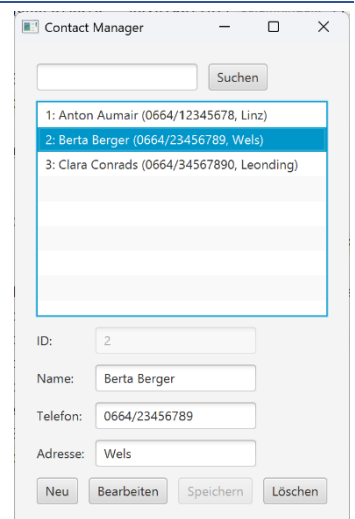 Contact Manager
Suchen
1: Anton Aumair (0664/12345678, Linz)
2: Berta Berger (0664/23456789, Wels)
3: Clara Conrads (0664/34567890, Leonding)
ID: 2
Name: Berta Berger
Telefon: 0664/23456789
Adresse: Wels
Neu Bearbeiten Speichern Löschen